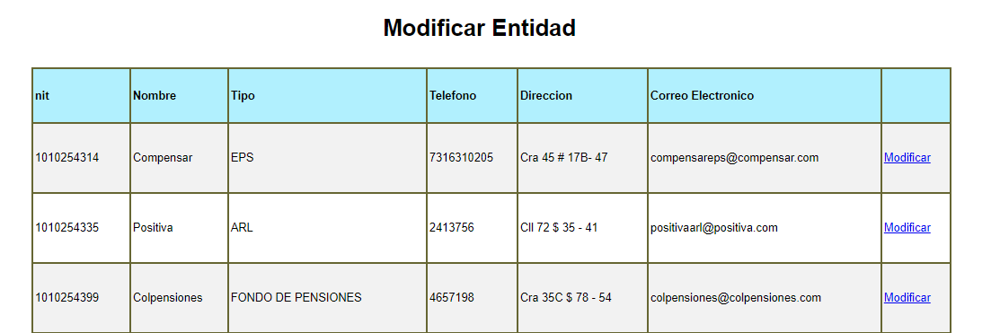 Modificar Entidad
nit Nombre Tipo Telefono Direccion Correo Electronico
1010254314 Compensar EPS 7316310205 Cra 45 # 17B- 47 compensareps@compensar.com Modificar
1010254335 Positiva ARL 2413756 Cll 72 $ 35 - 41 positivaarl@positiva.com Modificar
1010254399 Colpensiones FONDO DE PENSIONES 4657198 Cra 35C $ 78 - 54 colpensiones@colpensiones.com Modificar